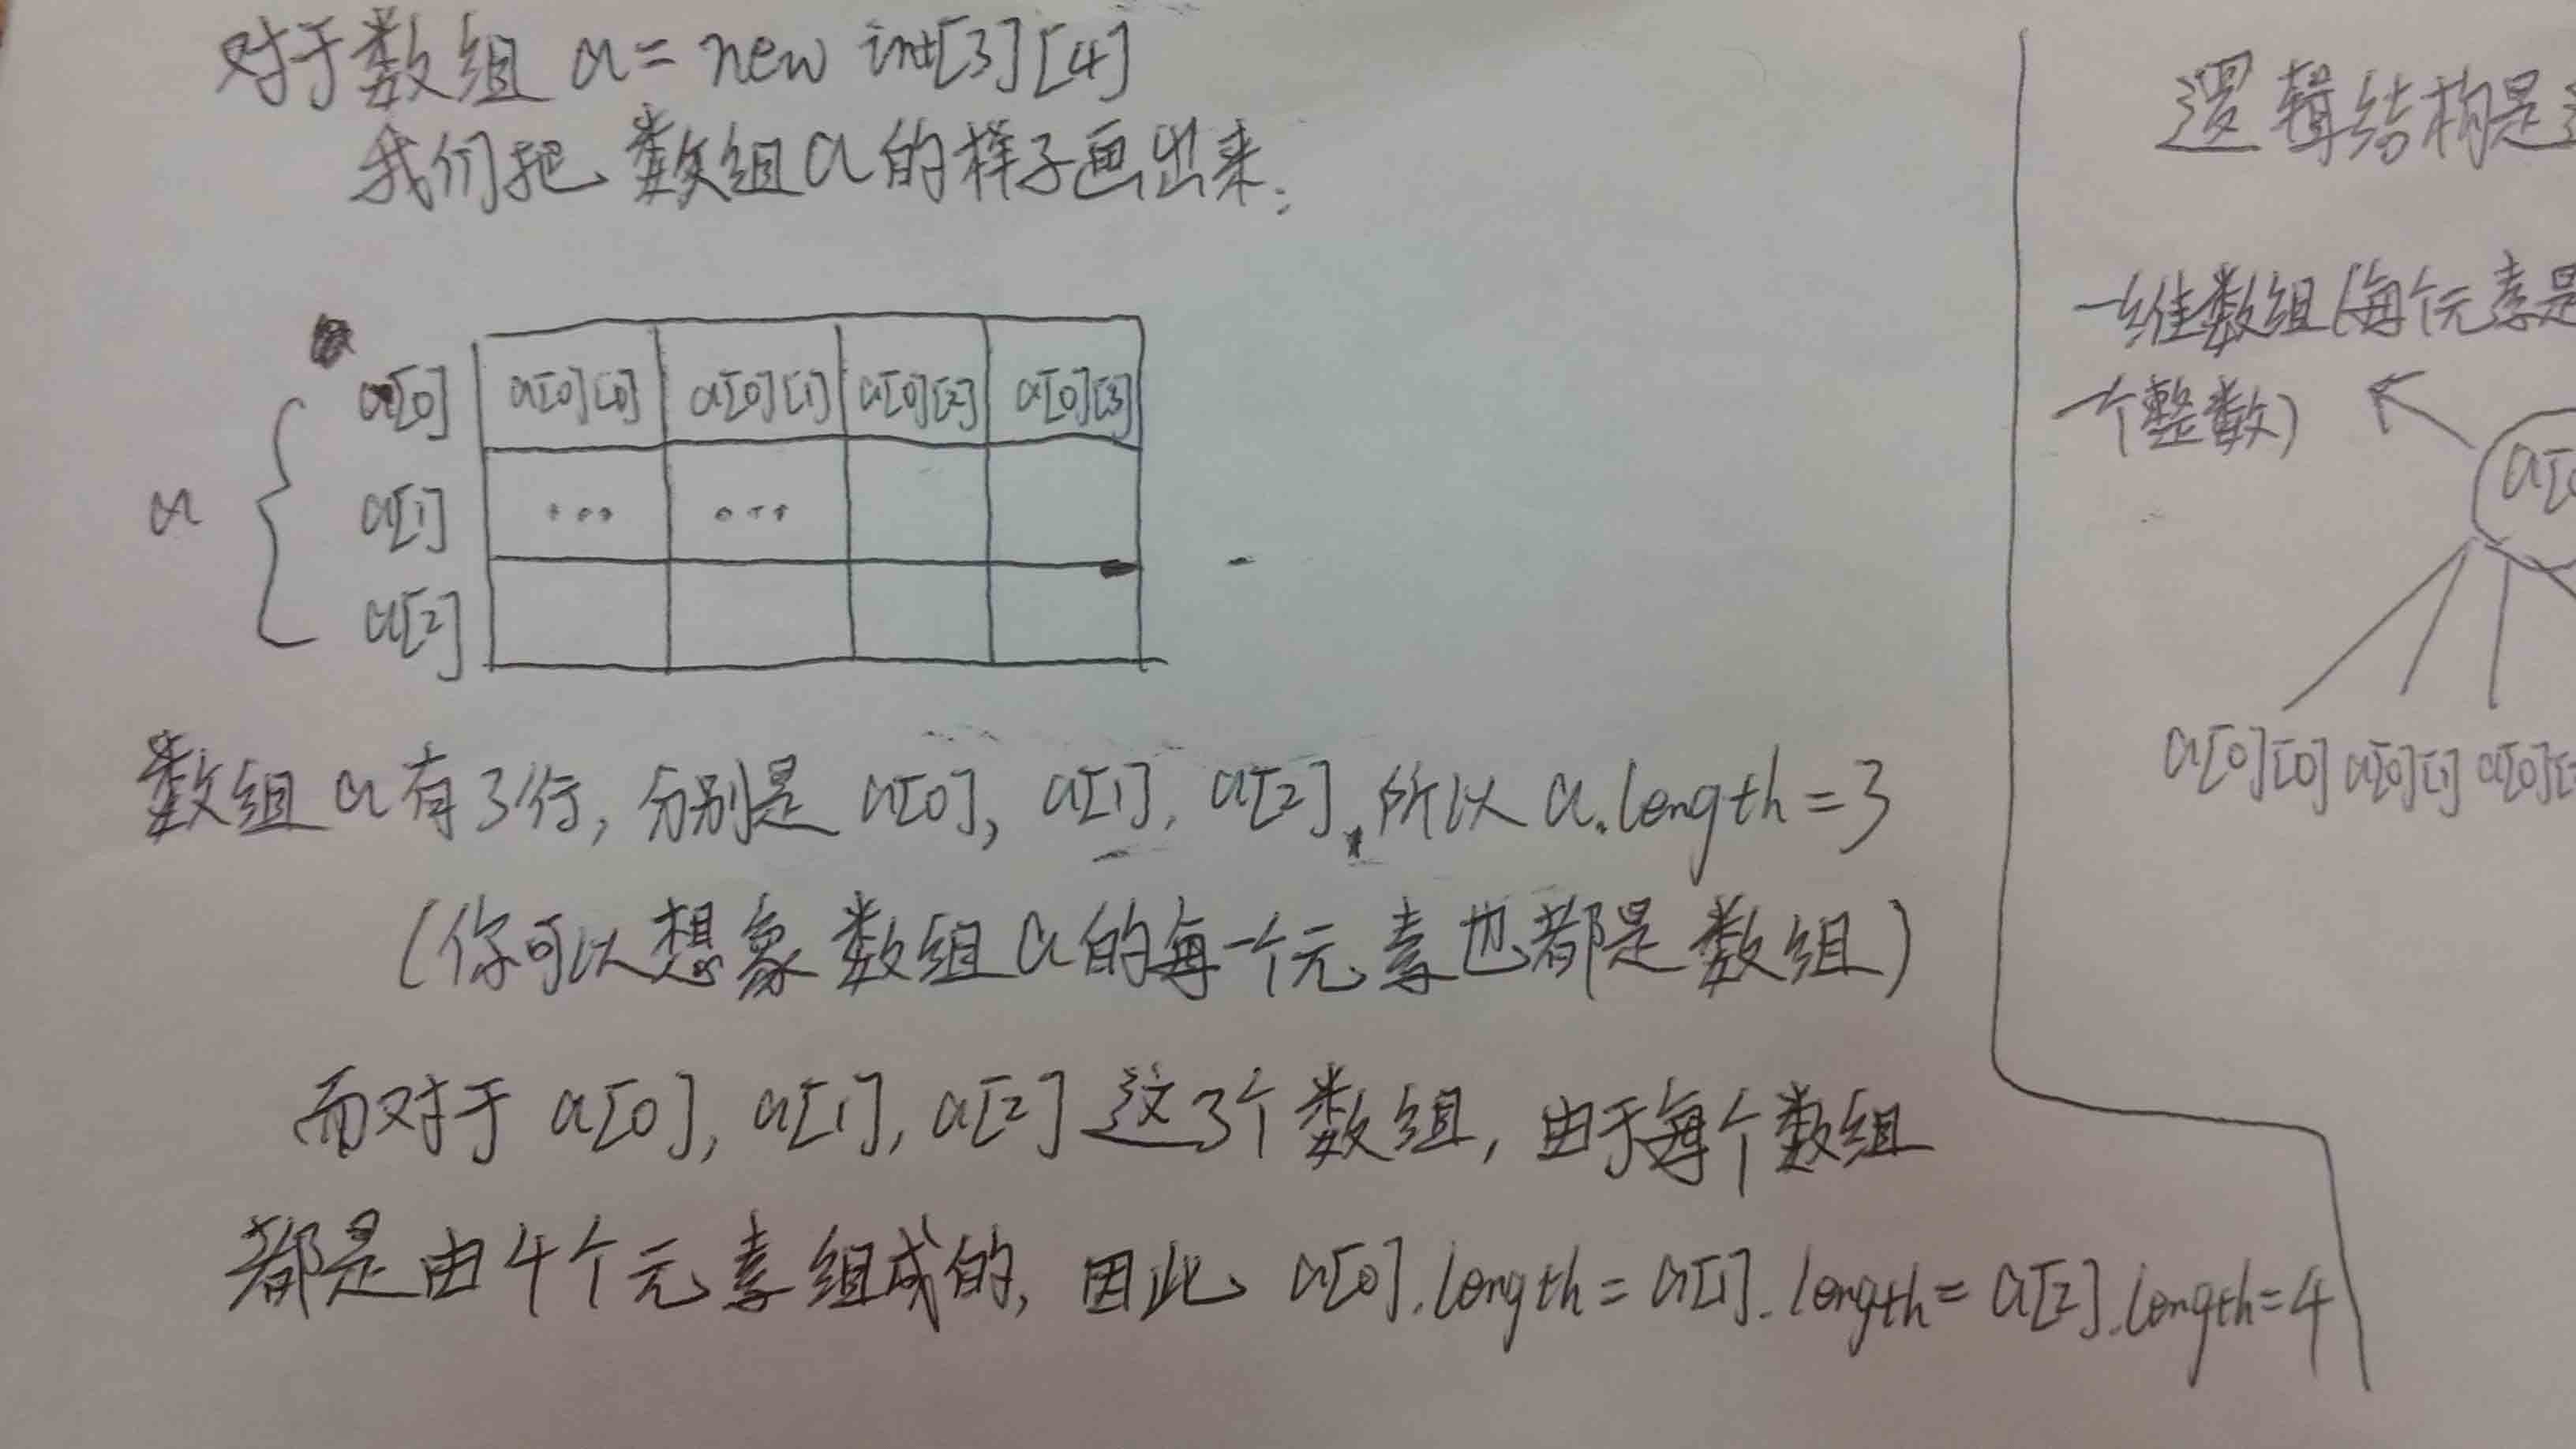 对于数组 a = new int[3][4]
我们把数组a的样子画出来:
a[0] a[0][0] a[0][1] a[0][2] a[0][3]
a a[1] ... ...
a[2]
数组a有3行, 分别是 a[0], a[1], a[2], 所以 a.length = 3
(你可以想象数组a的每一个元素也都是数组)
而对于 a[0], a[1], a[2] 这3个数组, 由于每个数组
都是由4个元素组成的, 因此 a[0].length = a[1].length = a[2].length = 4
逻辑结构是
一维数组(每个元素是
一个整数)
a[0][0] a[0][1] a[0]